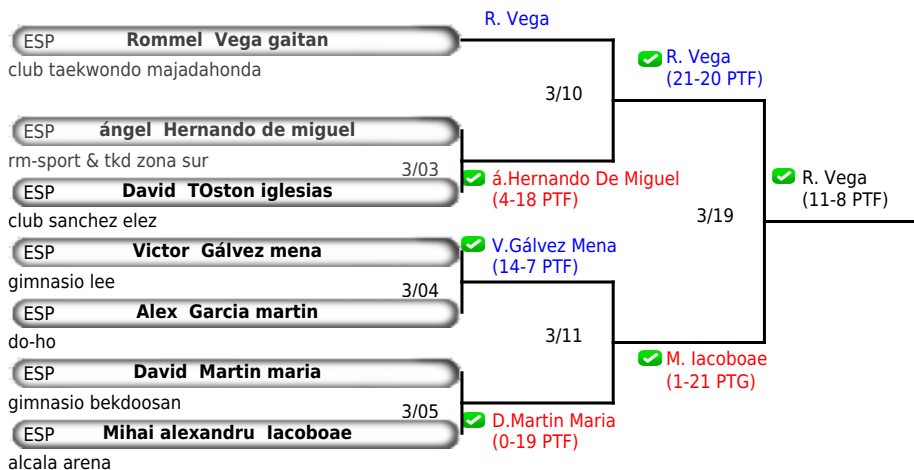 R. Vega
ESP Rommel Vega gaitan
club taekwondo majadahonda
R. Vega
(21-20 PTF)
3/10
ESP ángel Hernando de miguel
rm-sport & tkd zona sur
3/03
á.Hernando De Miguel
(4-18 PTF)
ESP David TOston iglesias
club sanchez elez
R. Vega
(11-8 PTF)
3/19
ESP Victor Gálvez mena
gimnasio lee
V.Gálvez Mena
(14-7 PTF)
3/04
ESP Alex Garcia martin
do-ho
3/11
ESP David Martin maria
gimnasio bekdoosan
M. Iacoboae
(1-21 PTG)
3/05
D.Martin Maria
(0-19 PTF)
ESP Mihai alexandru Iacoboae
alcala arena